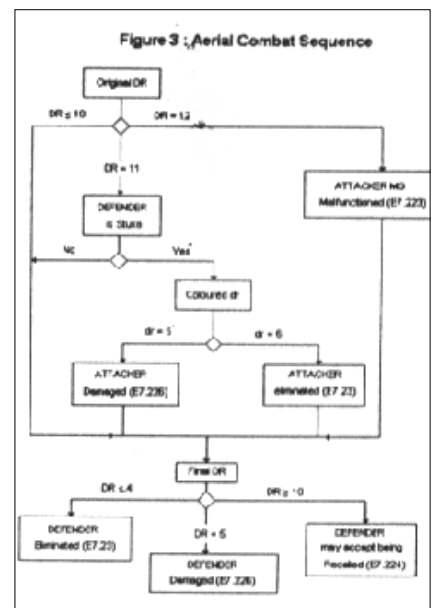 Figure 3 : Aerial Combat Sequence
Original DR
DR ≤ 10
DR = 12
DR = 11
ATTACKER MG
Malfunctioned (E7.223)
DEFENDER
is Stuka
No
Yes
Coloured dr
dr = 5
dr + 6
ATTACKER
Damaged (E7.226)
ATTACKER
eliminated (E7.23)
Final DR
DR ≤ 4
DR ≥ 10
DR + 5
DEFENDER
Eliminated (E7.23)
DEFENDER
Damaged (E7.226)
DEFENDER
may accept being
Recalled (E7.224)